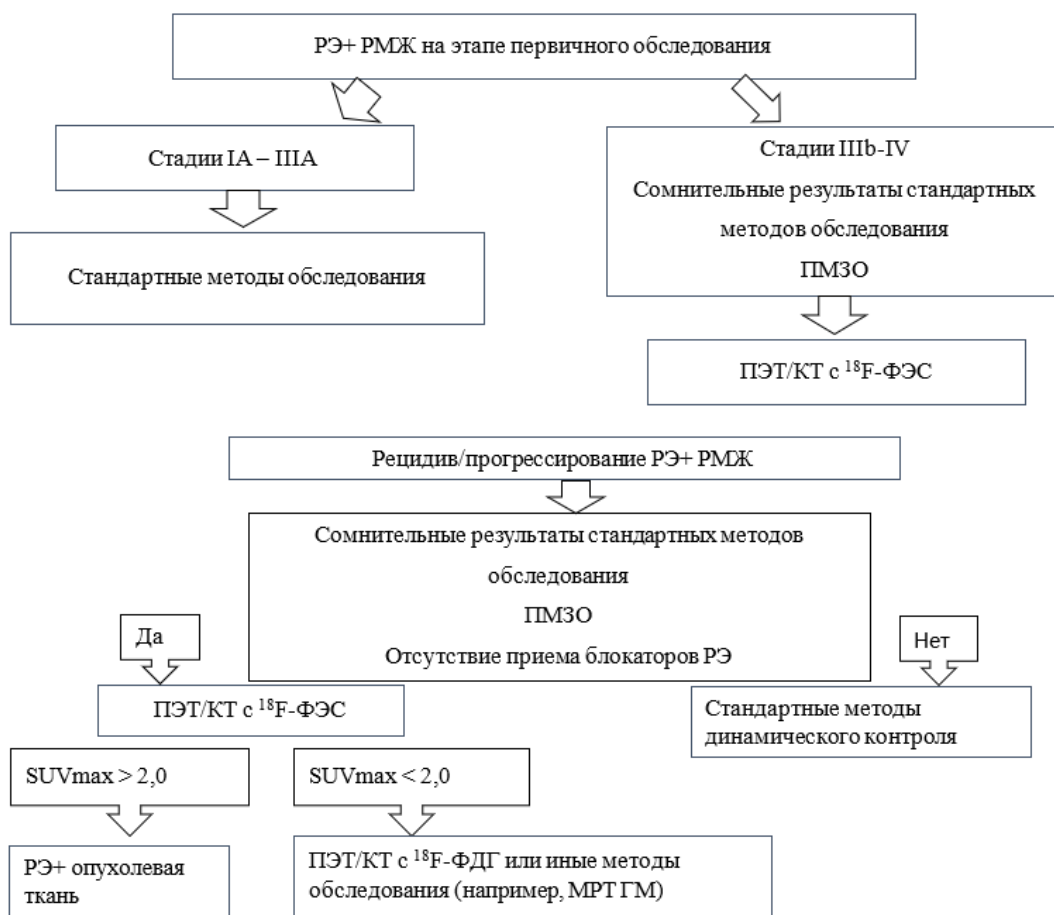 РЭ+ РМЖ на этапе первичного обследования
Стадии IA – IIIA
Стандартные методы обследования
Стадии IIIb-IV
Сомнительные результаты стандартных
методов обследования
ПМЗО
ПЭТ/КТ с ¹⁸F-ФЭС
Рецидив/прогрессирование РЭ+ РМЖ
Сомнительные результаты стандартных методов
обследования
ПМЗО
Отсутствие приема блокаторов РЭ
Да
Нет
ПЭТ/КТ с ¹⁸F-ФЭС
Стандартные методы
динамического контроля
SUVmax > 2,0
SUVmax < 2,0
РЭ+ опухолевая
ткань
ПЭТ/КТ с ¹⁸F-ФДГ или иные методы
обследования (например, МРТ ГМ)